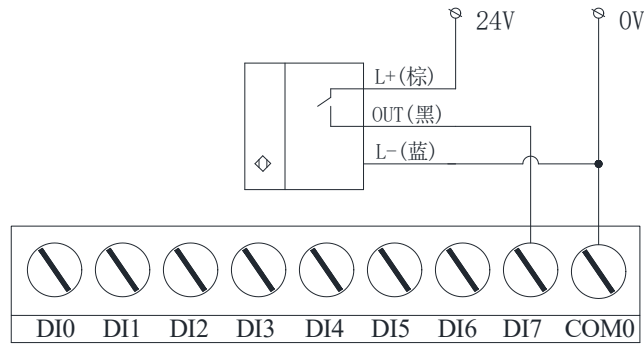 24V
0V
L+(棕)
OUT(黑)
L-(蓝)
DI0 DI1 DI2 DI3 DI4 DI5 DI6 DI7 COM0